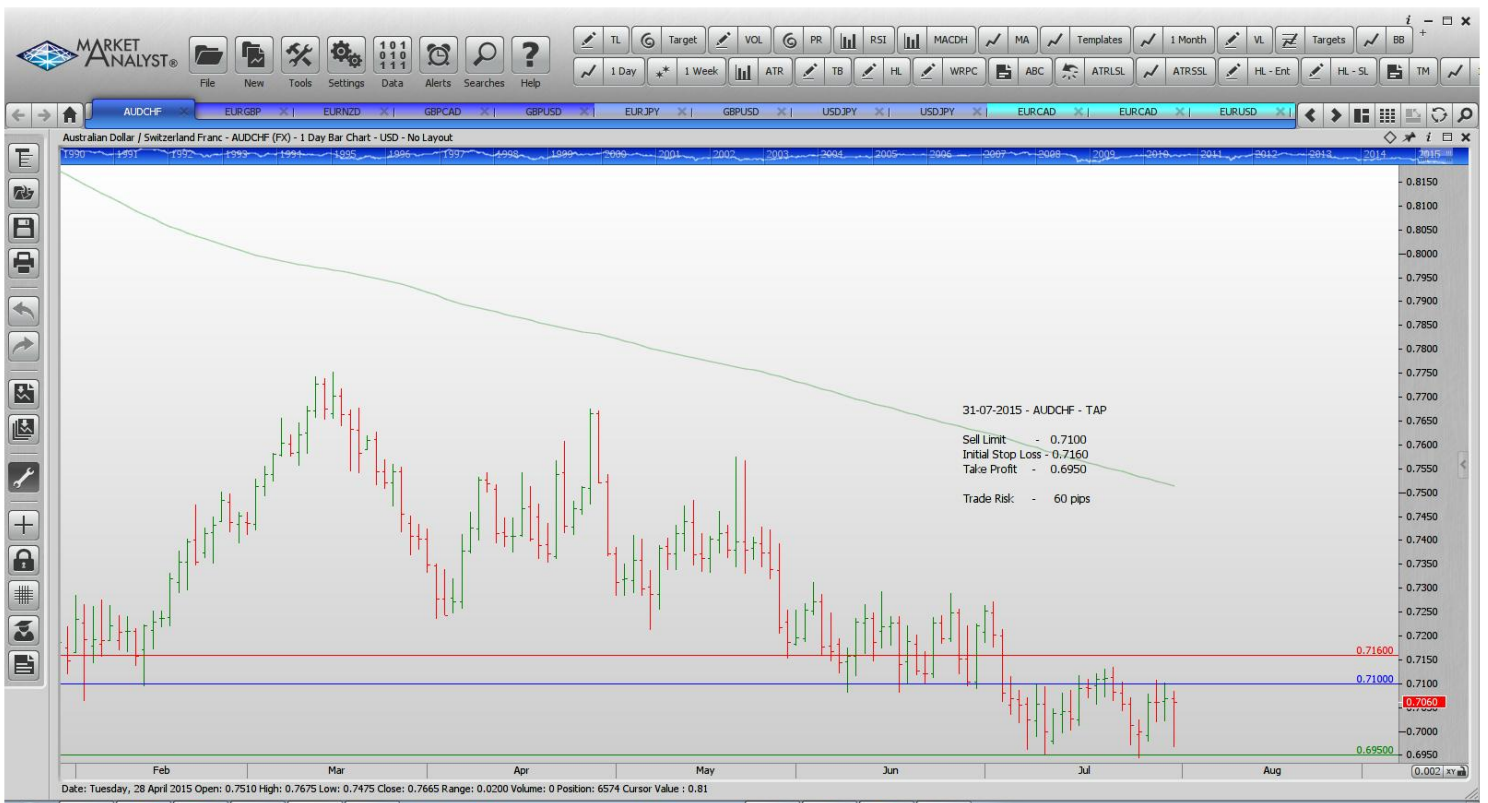 MARKET
ANALYST®
File New Tools Settings Data Alerts Searches Help
TL Target VOL PR RSI MACDH MA Templates 1 Month VL Targets BB
1 Day 1 Week ATR TB HL WRPC ABC ATRLSL ATRSSL HL - Ent HL - SL TM
AUDCHF EURGBP EURNZD GBPCAD GBPUSD EURJPY GBPUSD USDJPY USDJPY EURCAD EURCAD EURUSD
Australian Dollar / Switzerland Franc - AUDCHF (FX) - 1 Day Bar Chart - USD - No Layout
1990 1991 1992 1993 1994 1995 1996 1997 1998 1999 2000 2001 2002 2003 2004 2005 2006 2007 2008 2009 2010 2011 2012 2013 2014 2015
0.8150
0.8100
0.8050
0.8000
0.7950
0.7900
0.7850
0.7800
0.7750
0.7700
31-07-2015 - AUDCHF - TAP
0.7650
Sell Limit - 0.7100
0.7600
Initial Stop Loss - 0.7160
Take Profit - 0.6950
0.7550
0.7500
Trade Risk - 60 pips
0.7450
0.7400
0.7350
0.7300
0.7250
0.7200
0.71600
0.7150
0.71000
0.7100
0.7060
0.7050
0.7000
0.69500
0.6950
Feb Mar Apr May Jun Jul Aug
0.002 XY
Date: Tuesday, 28 April 2015 Open: 0.7510 High: 0.7675 Low: 0.7475 Close: 0.7665 Range: 0.0200 Volume: 0 Position: 6574 Cursor Value : 0.81